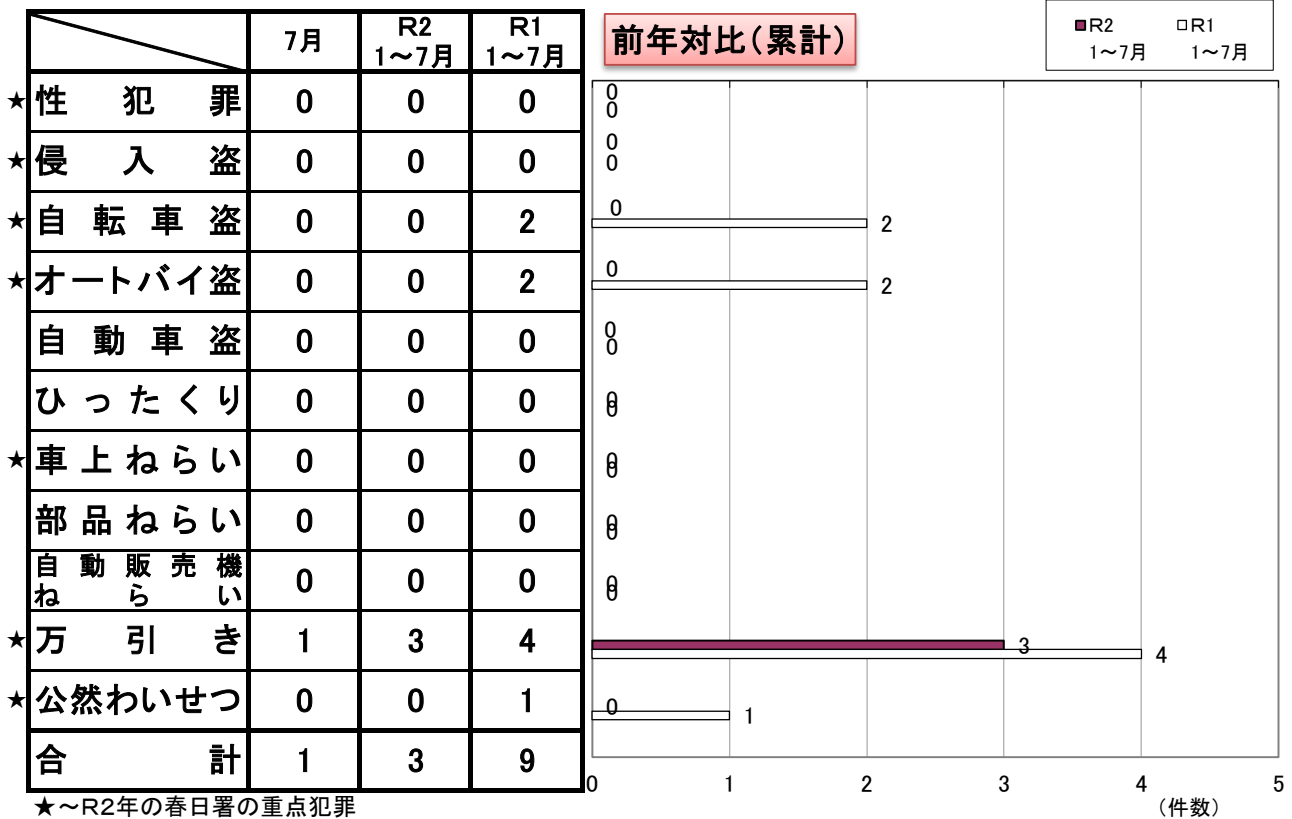 7月 R2 1～7月 R1 1～7月
前年対比(累計)
■R2 1～7月 □R1 1～7月
★性犯罪 0 0 0
★侵入盗 0 0 0
★自転車盗 0 0 2
★オートバイ盗 0 0 2
自動車盗 0 0 0
ひったくり 0 0 0
★車上ねらい 0 0 0
部品ねらい 0 0 0
自動販売機
ねらい 0 0 0
★万引き 1 3 4
★公然わいせつ 0 0 1
合計 1 3 9
0
0
0
0
0
2
0
2
0
0
0
0
0
0
0
0
0
0
3
4
0
1
0 1 2 3 4 5
(件数)
★～R2年の春日署の重点犯罪